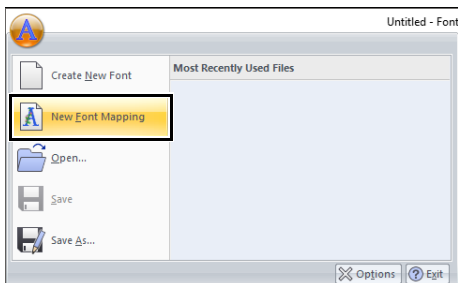 Untitled - Font
Create New Font
Most Recently Used Files
New Font Mapping
Open...
Save
Save As...
Options
Exit